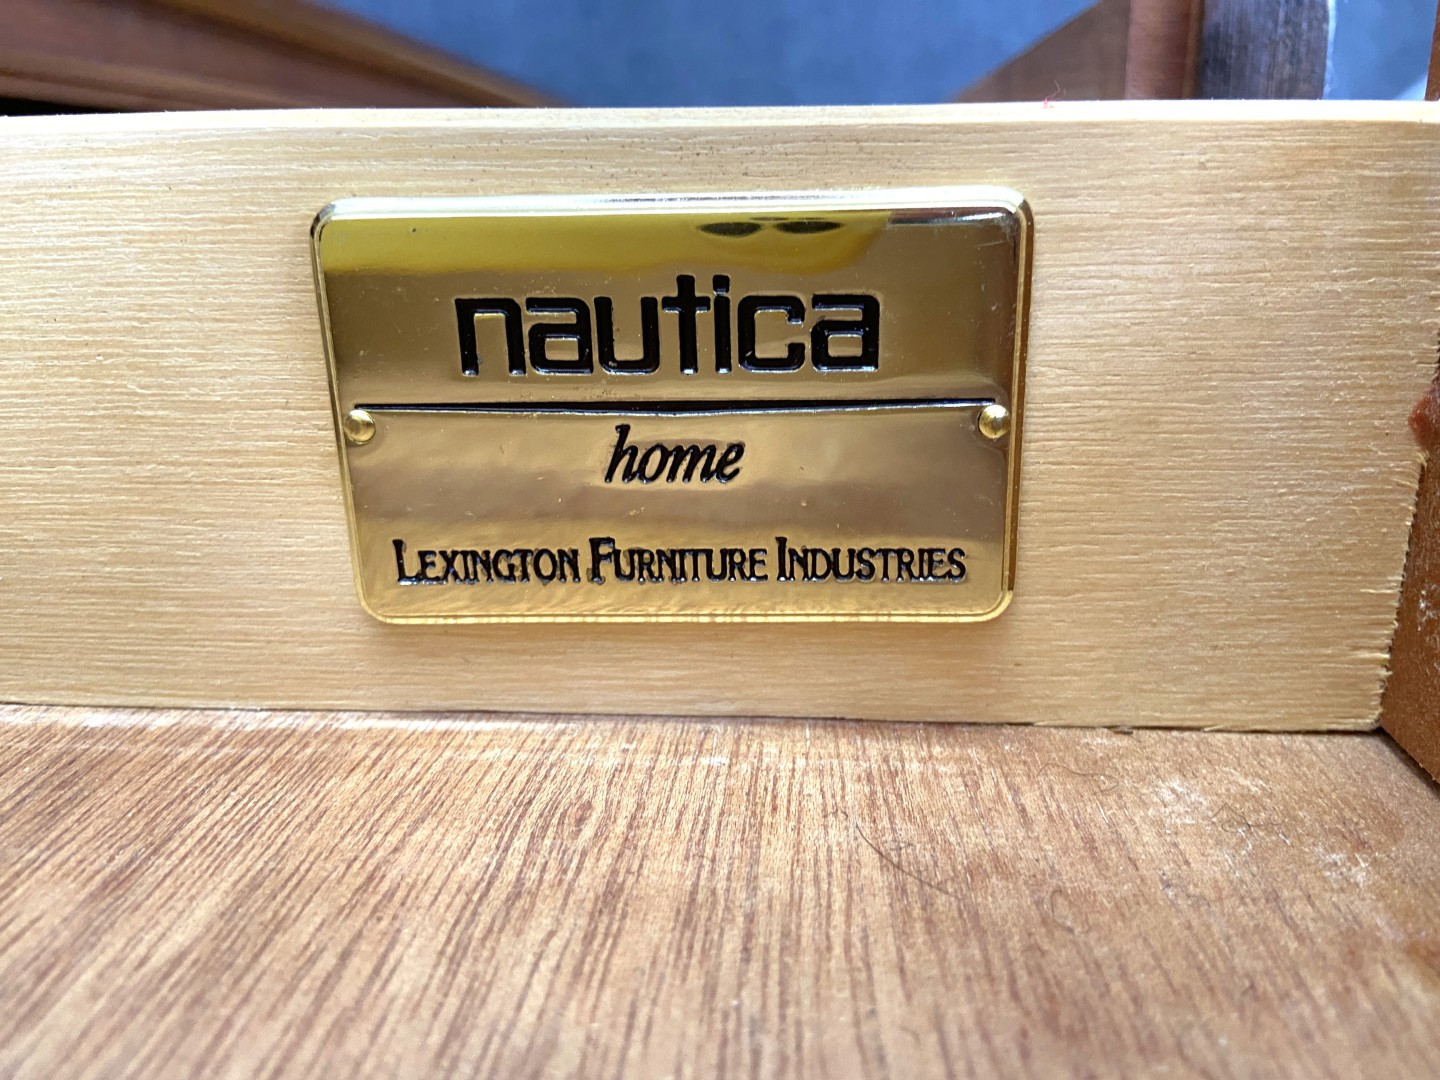 nautica
home
LEXINGTON FURNITURE INDUSTRIES